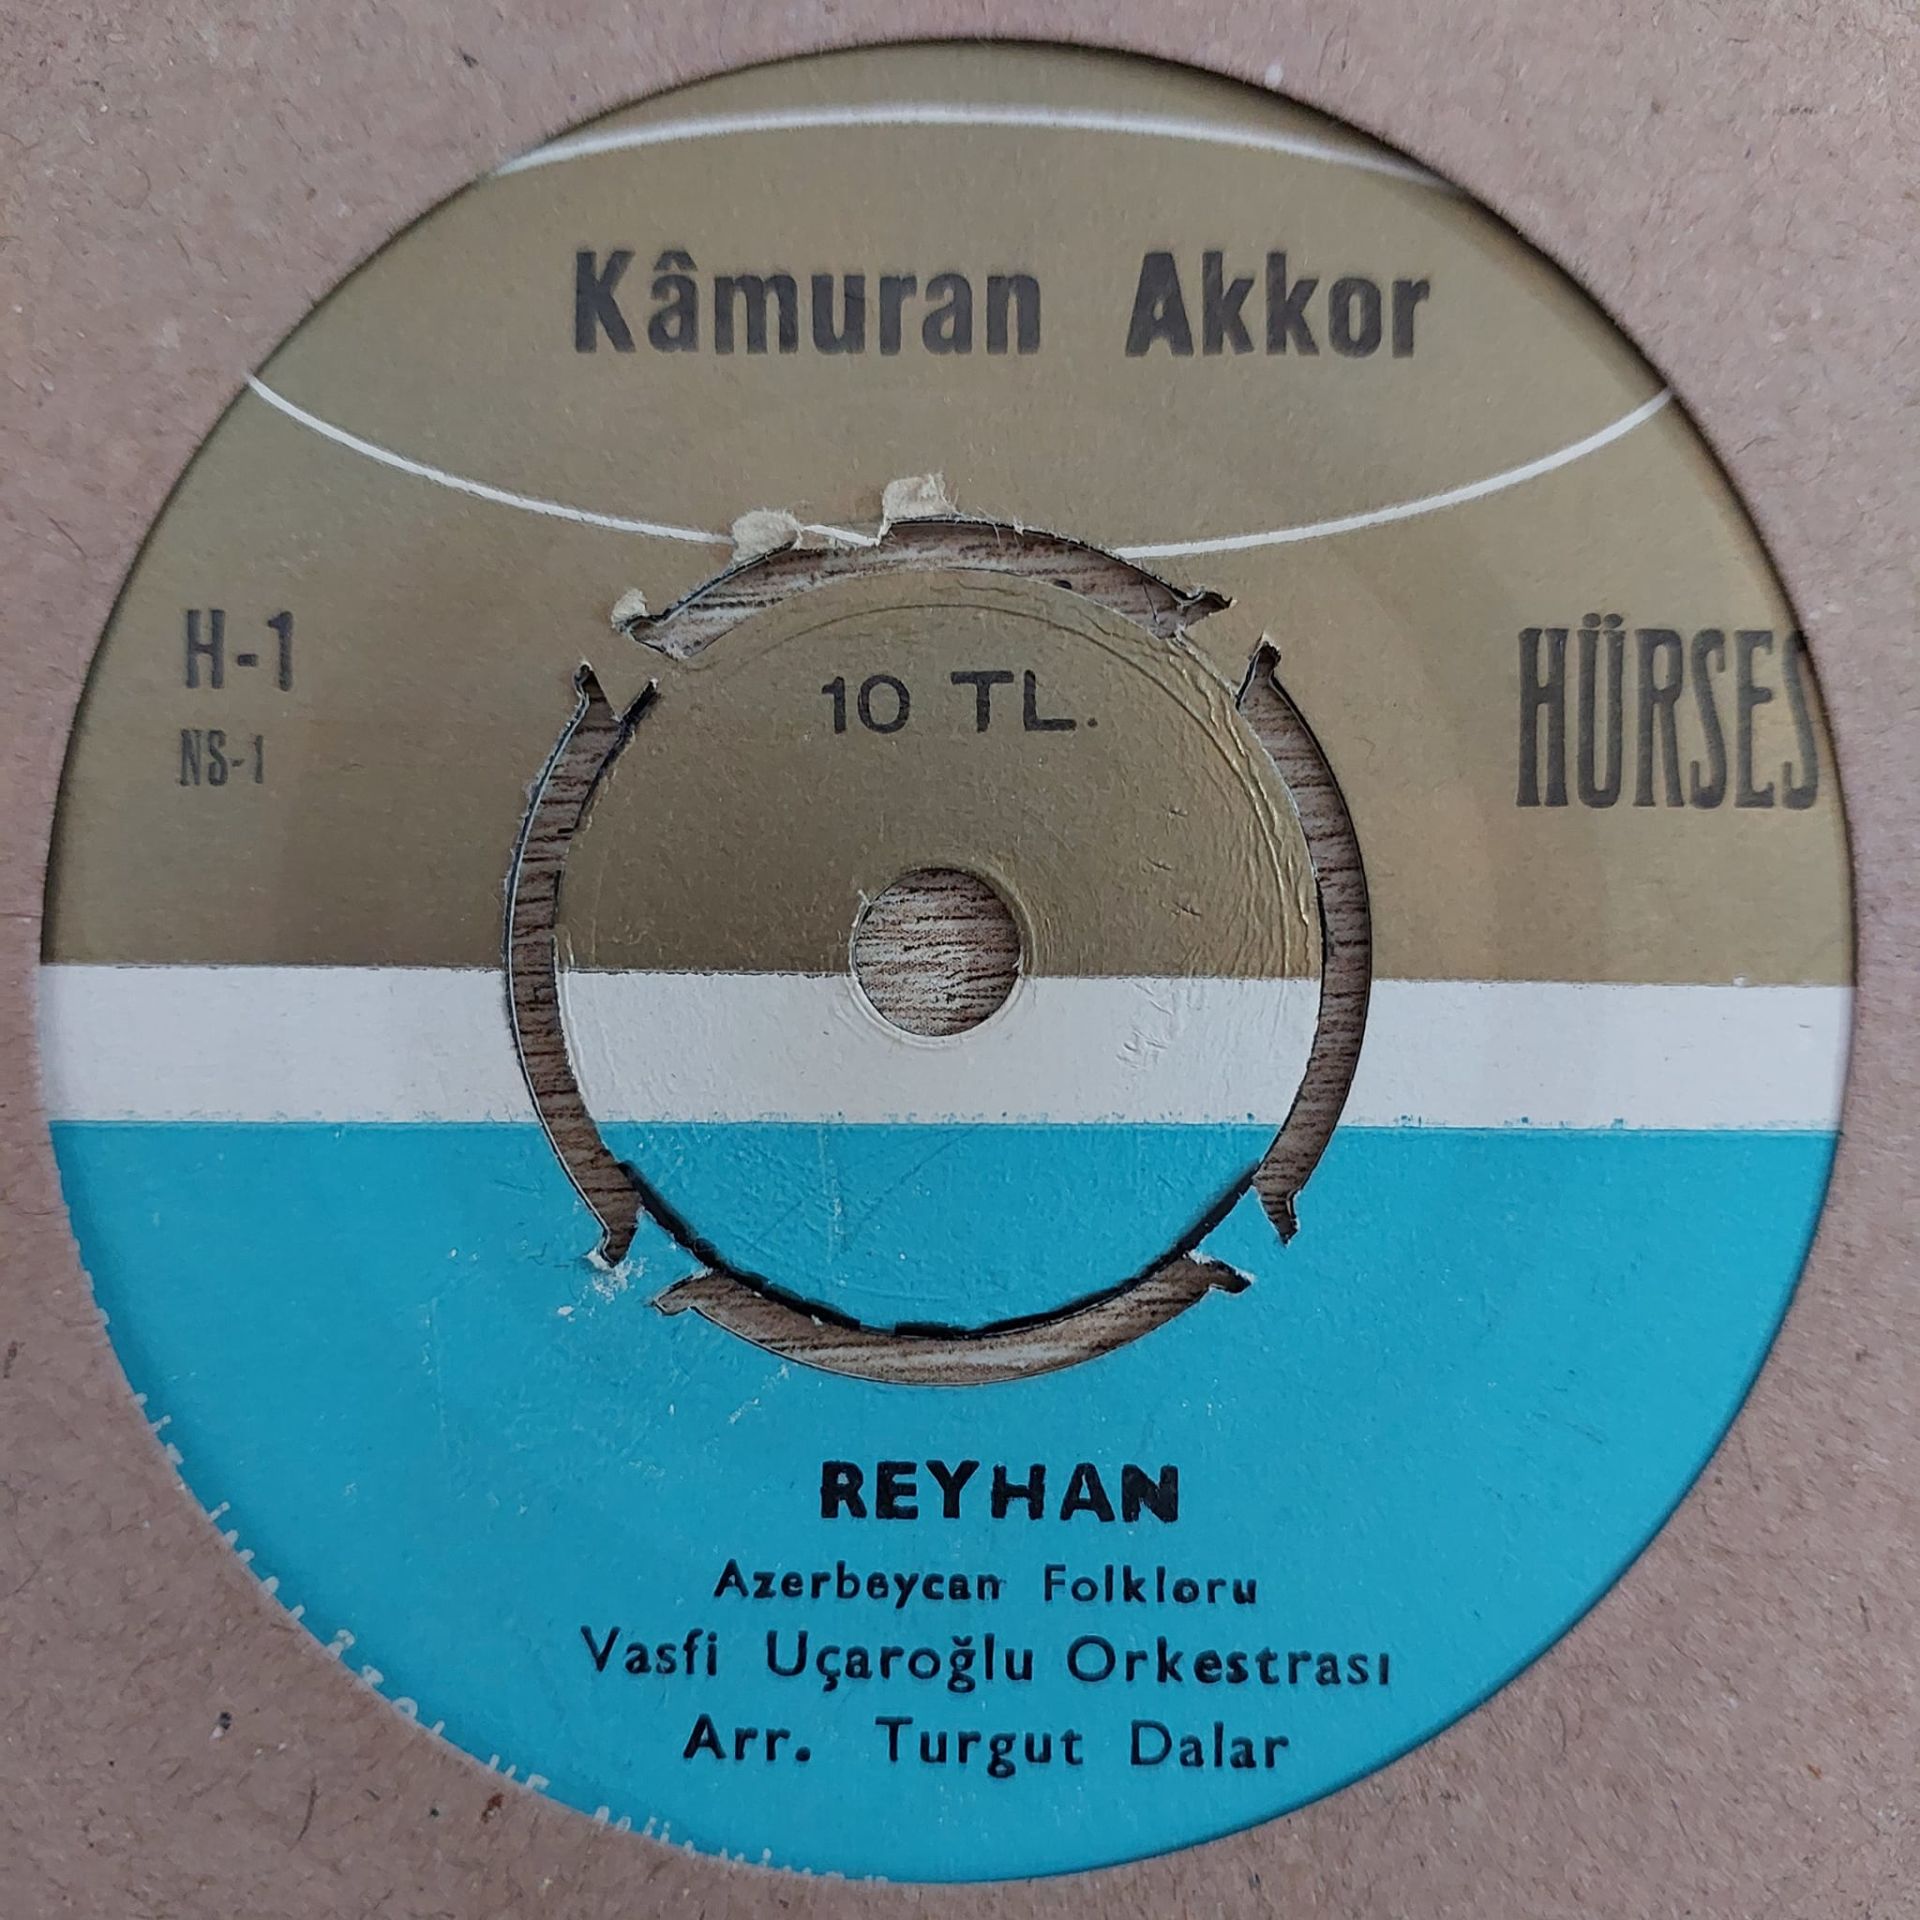 Kâmuran Akkor
H-1
NS-1
10 TL.
HÜRSES
REYHAN
Azerbeycan Folkloru
Vasfi Uçaroğlu Orkestrası
Arr. Turgut Dalar